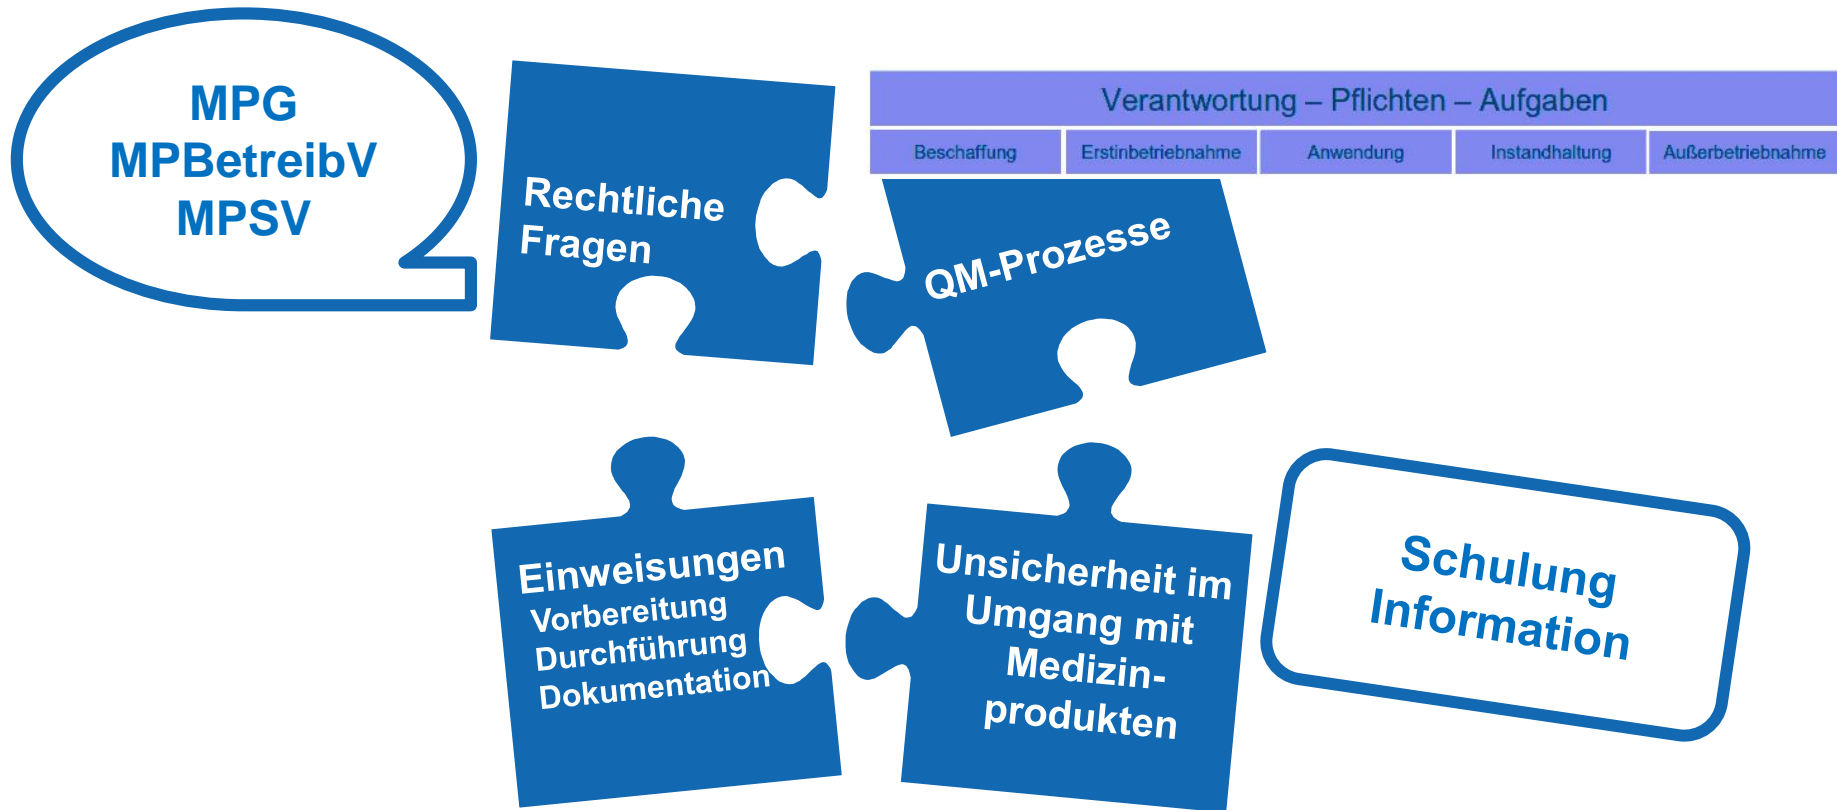 MPG
MPBetreibV
MPSV
Rechtliche
Fragen
Verantwortung – Pflichten – Aufgaben
Beschaffung
Erstinbetriebnahme
Anwendung
Instandhaltung
Außerbetriebnahme
QM-Prozesse
Einweisungen
Vorbereitung
Durchführung
Dokumentation
Unsicherheit im
Umgang mit
Medizin-
produkten
Schulung
Information